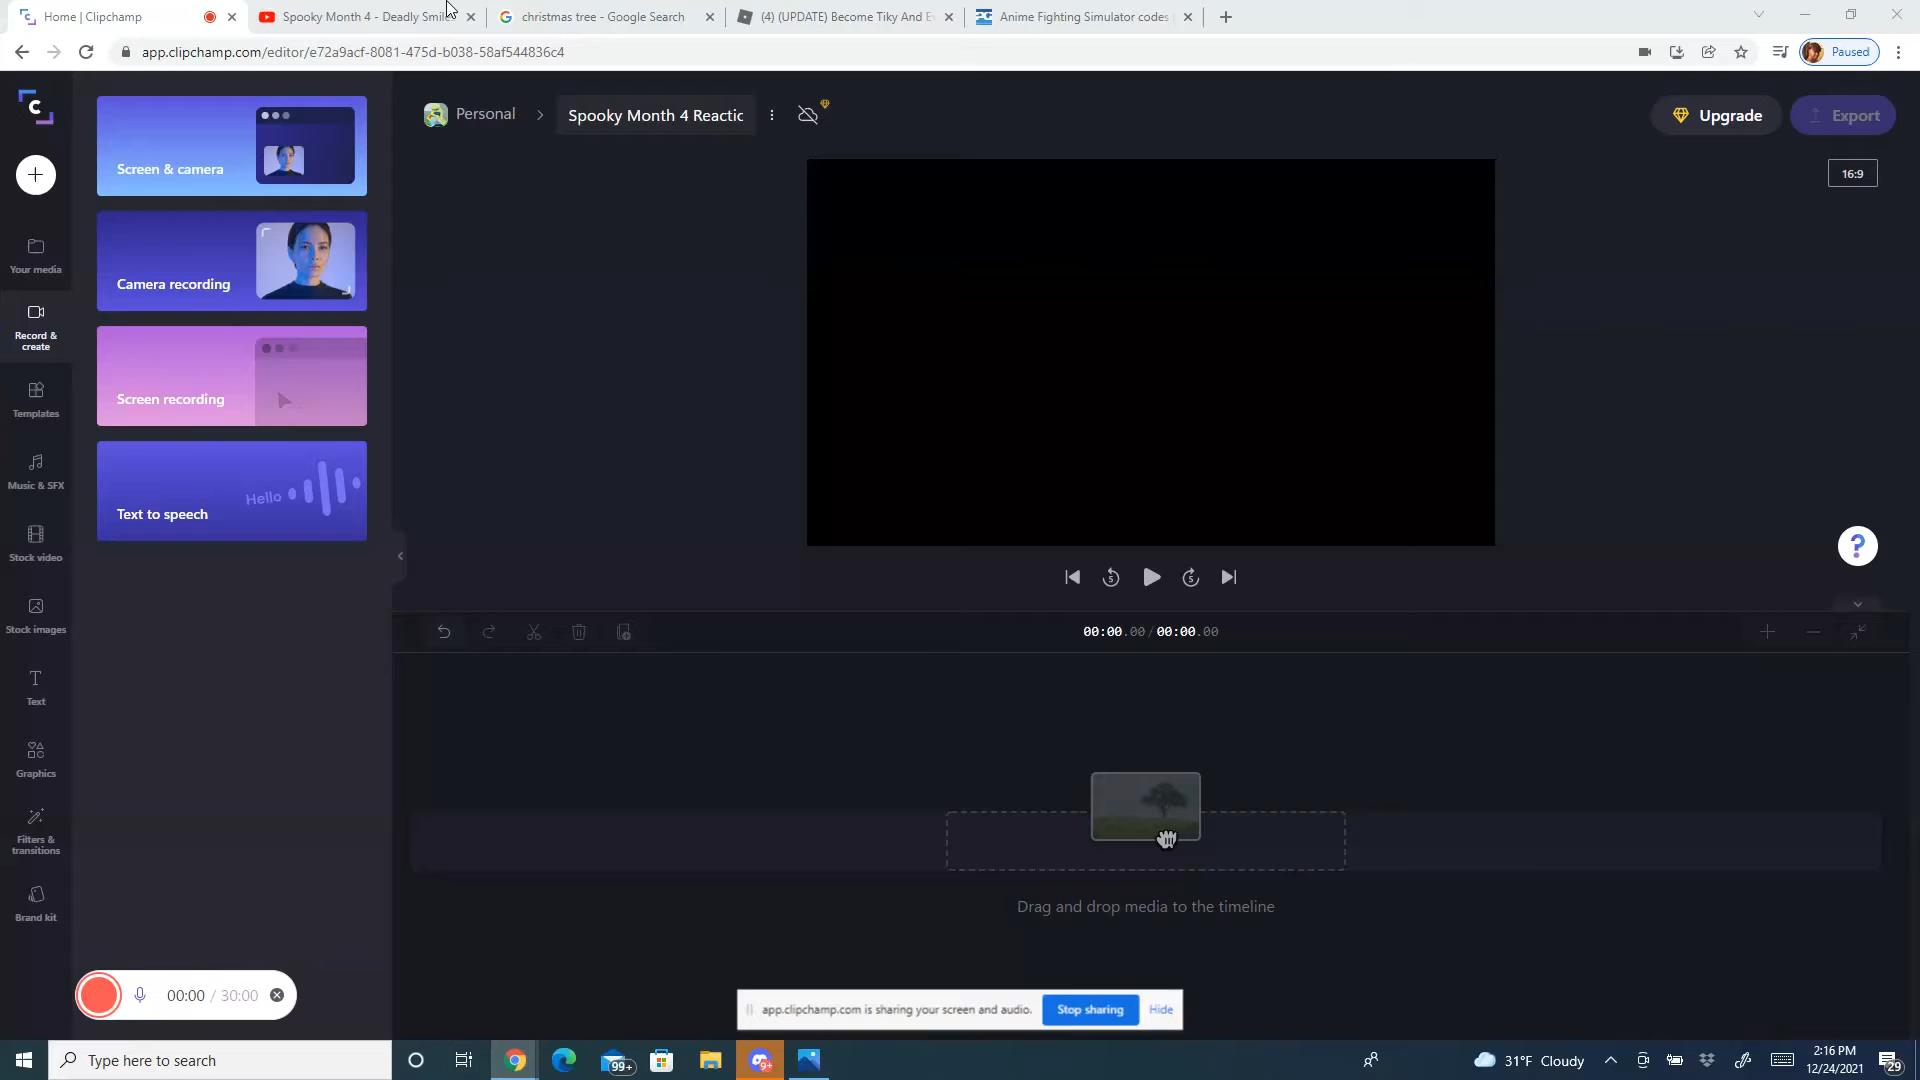 Home | Clipchamp
Spooky Month 4 - Deadly Smil
christmas tree - Google Search
(4) (UPDATE) Become Tiky And E
Anime Fighting Simulator codes
app.clipchamp.com/editor/e72a9acf-8081-475d-b038-58af544836c4
Paused
Personal
Spooky Month 4 Reactic
Upgrade
Export
16:9
Screen & camera
Camera recording
Screen recording
Hello
Text to speech
Your media
Record &
create
Templates
Music & SFX
Stock video
Stock images
Text
Graphics
Filters &
transitions
Brand kit
5
5
?
00:00.00 / 00:00.00
Drag and drop media to the timeline
00:00 / 30:00
app.clipchamp.com is sharing your screen and audio.
Stop sharing
Hide
Type here to search
99+
9+
31°F Cloudy
2:16 PM
12/24/2021
29